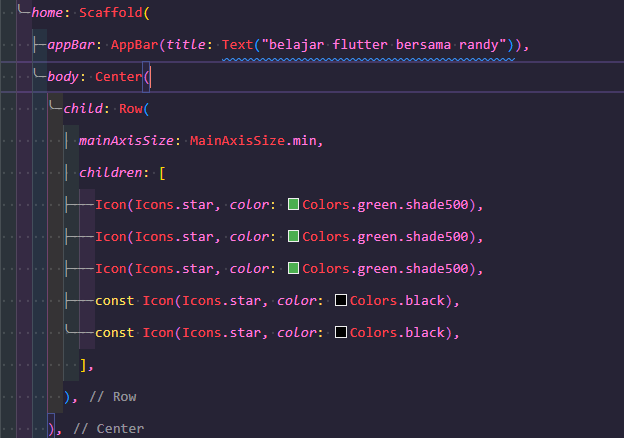 home: Scaffold(
appBar: AppBar(title: Text("belajar flutter bersama randy")),
body: Center(
child: Row(
mainAxisSize: MainAxisSize.min,
children: [
Icon(Icons.star, color: Colors.green.shade500),
Icon(Icons.star, color: Colors.green.shade500),
Icon(Icons.star, color: Colors.green.shade500),
const Icon(Icons.star, color: Colors.black),
const Icon(Icons.star, color: Colors.black),
],
), // Row
), // Center